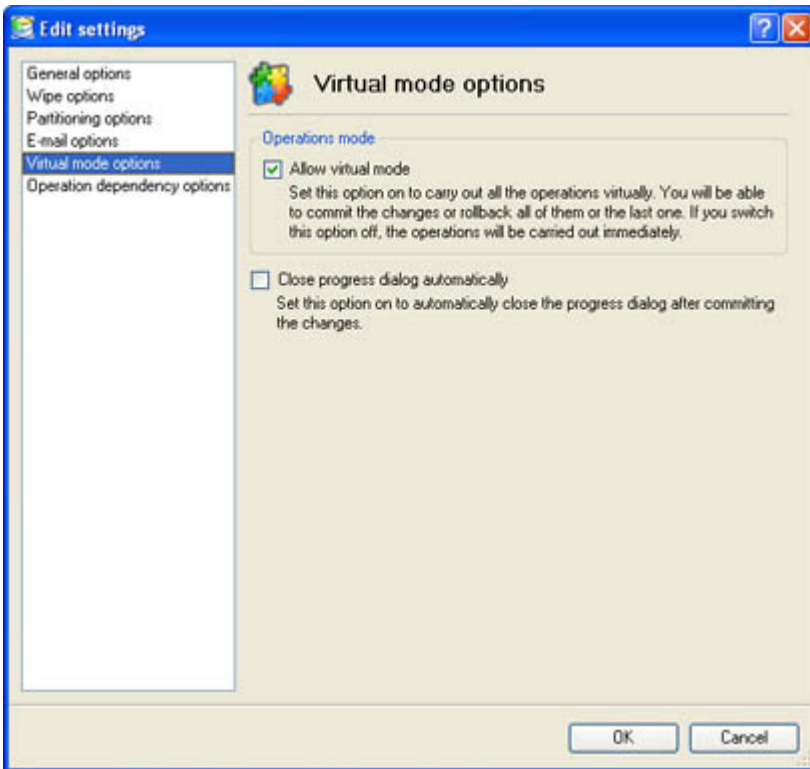 Edit settings
General options
Wipe options
Partitioning options
E-mail options
Virtual mode options
Operation dependency options
Virtual mode options
Operations mode
Allow virtual mode
Set this option on to carry out all the operations virtually. You will be able
to commit the changes or rollback all of them or the last one. If you switch
this option off, the operations will be carried out immediately.
Close progress dialog automatically
Set this option on to automatically close the progress dialog after committing
the changes.
OK
Cancel